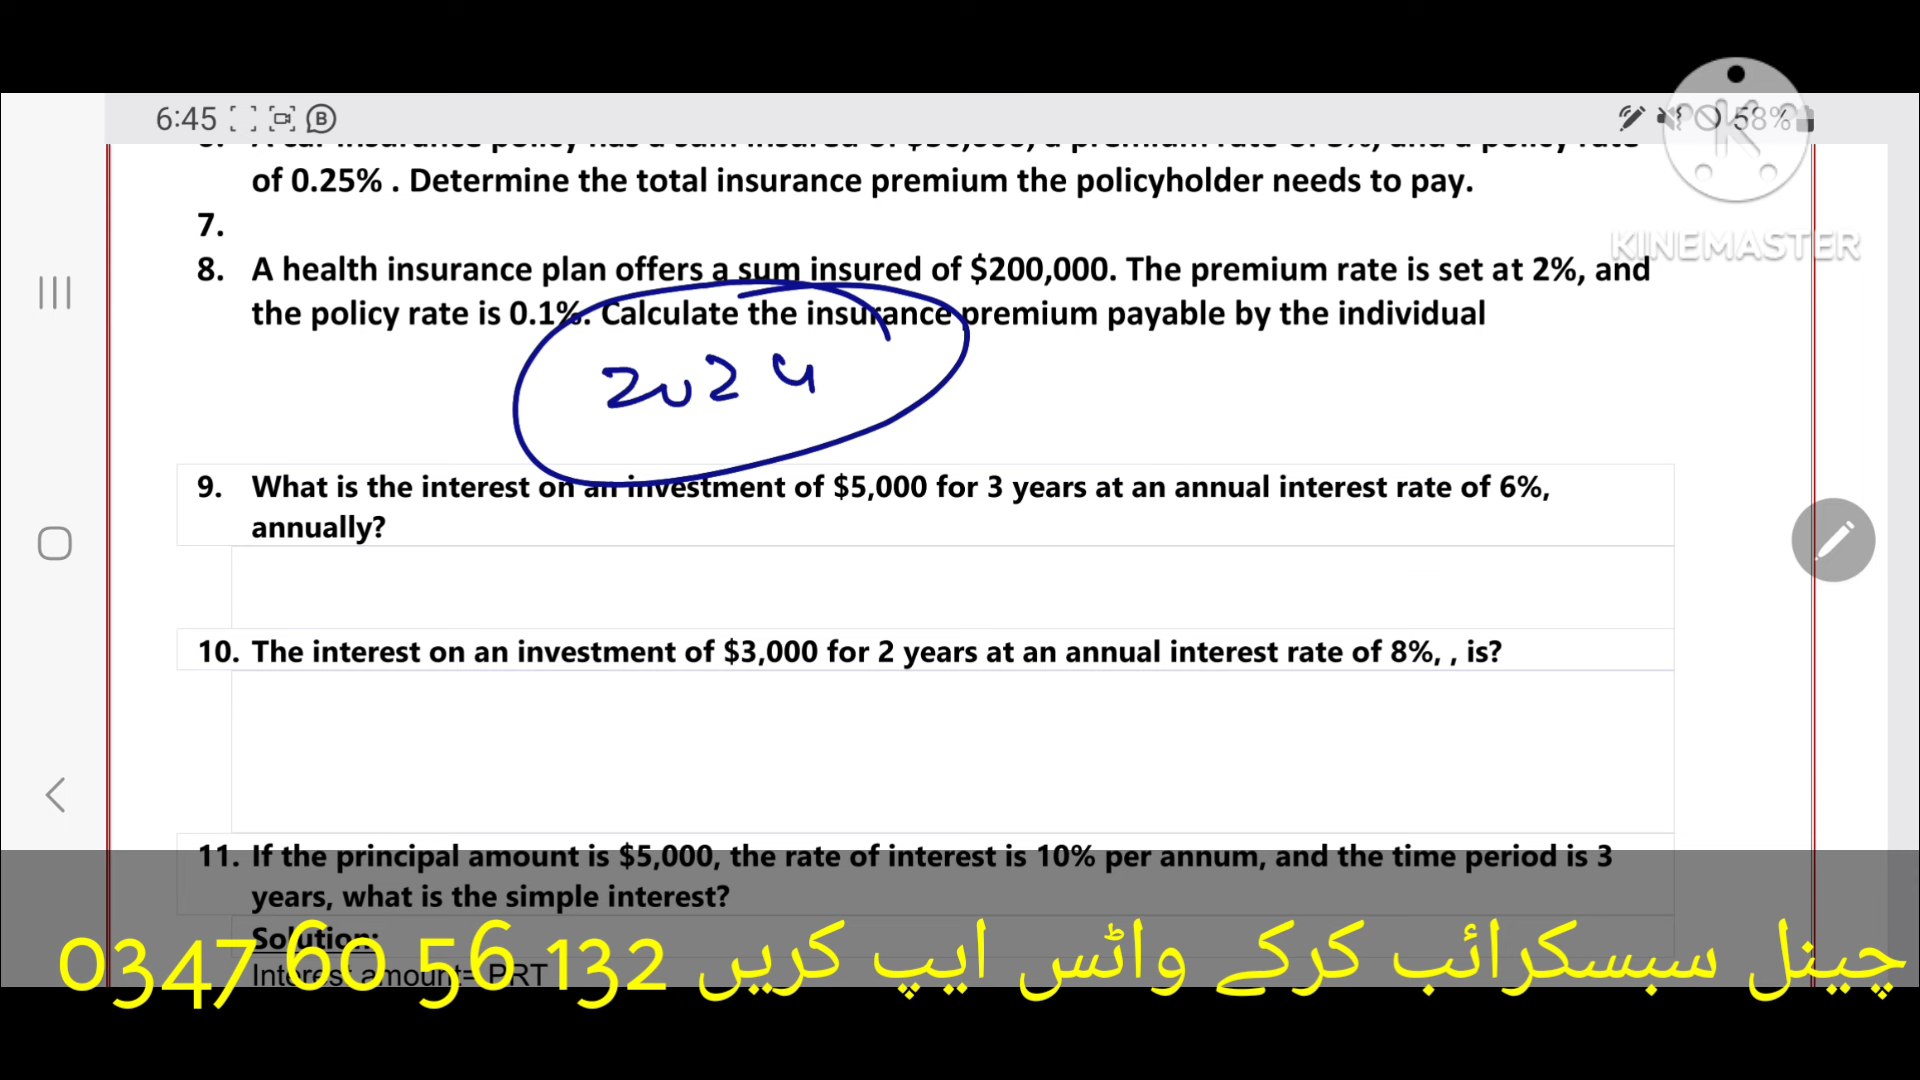 6:45
58%
KINEMASTER
of 0.25% . Determine the total insurance premium the policyholder needs to pay.
7.
8. A health insurance plan offers a sum insured of $200,000. The premium rate is set at 2%, and
the policy rate is 0.1%. Calculate the insurance premium payable by the individual
2024
9. What is the interest on an investment of $5,000 for 3 years at an annual interest rate of 6%,
annually?
10. The interest on an investment of $3,000 for 2 years at an annual interest rate of 8%, , is?
11. If the principal amount is $5,000, the rate of interest is 10% per annum, and the time period is 3
years, what is the simple interest?
Solution:
Interest amount= PRT
چینل سبسکرائب کرکے واٹس ایپ کریں 0347 60 56 132